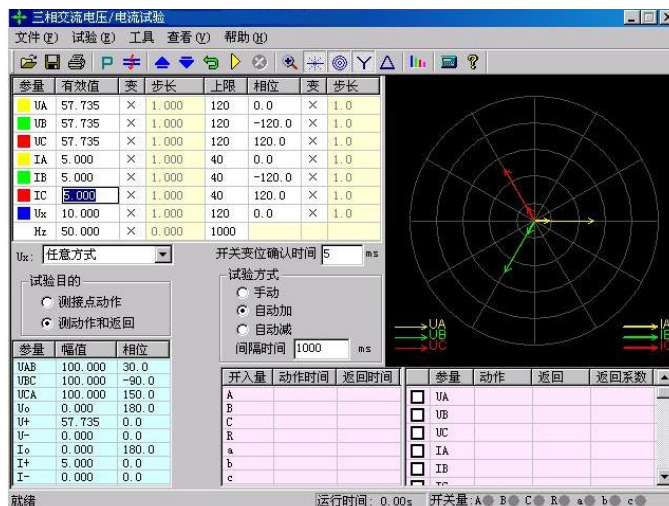 三相交流电压/电流试验
文件(F) 试验(E) 工具 查看(V) 帮助(H)
P
参量 有效值 变 步长 上限 相位 变 步长
UA 57.735 × 1.000 120 0.0 × 1.0
UB 57.735 × 1.000 120 -120.0 × 1.0
UC 57.735 × 1.000 120 120.0 × 1.0
IA 5.000 × 1.000 40 0.0 × 1.0
IB 5.000 × 1.000 40 -120.0 × 1.0
IC 5.000 × 1.000 40 120.0 × 1.0
Ux 10.000 × 1.000 120 0.0 × 1.0
Hz 50.000 × 0.000 1000
Ux: 任意方式
开关变位确认时间 5 ms
试验目的
测接点动作
测动作和返回
试验方式
手动
自动加
自动减
间隔时间 1000 ms
UA
UB
UC
IA
IB
IC
参量 幅值 相位
UAB 100.000 30.0
UBC 100.000 -90.0
UCA 100.000 150.0
Uo 0.000 180.0
U+ 57.735 0.0
U- 0.000 0.0
Io 0.000 180.0
I+ 5.000 0.0
I- 0.000 0.0
开入量 动作时间 返回时间
A
B
C
R
a
b
c
参量 动作 返回 返回系数
UA
UB
UC
IA
IB
IC
就绪 运行时间: 0.00s 开关量:A B C R a b c